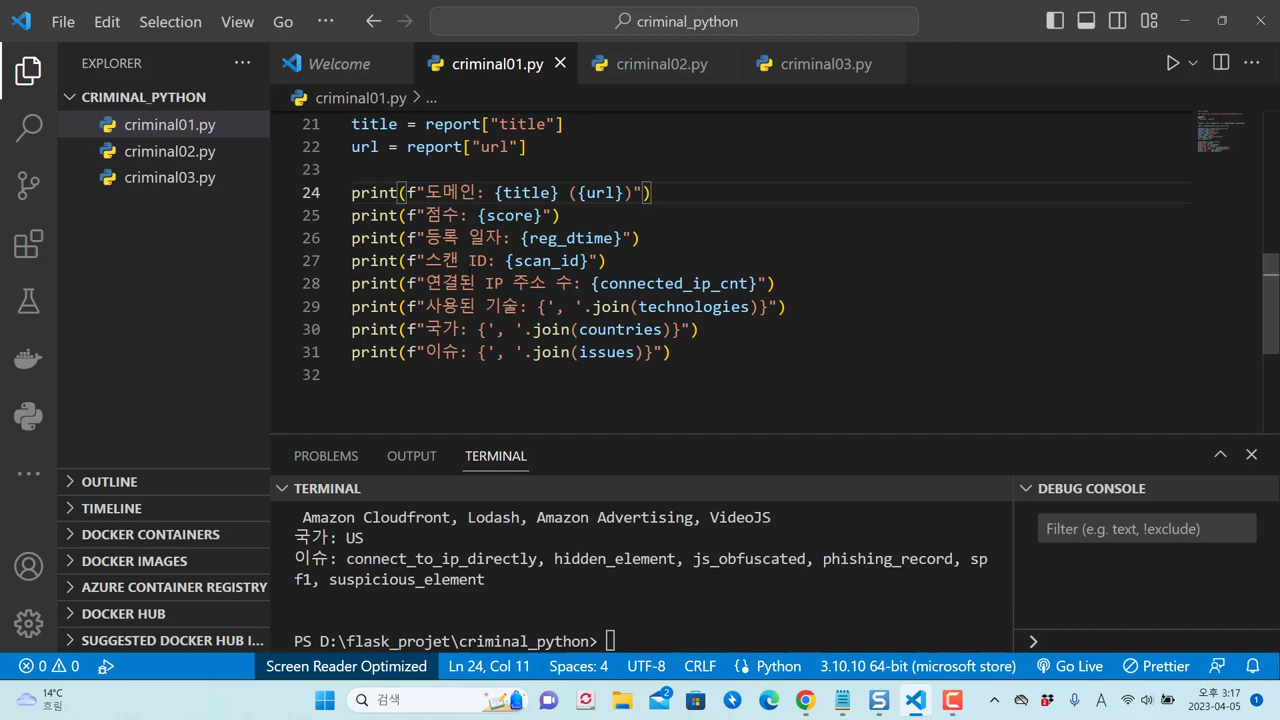 File Edit Selection View Go ··· criminal_python
EXPLORER ···
CRIMINAL_PYTHON
criminal01.py
criminal02.py
criminal03.py
OUTLINE
TIMELINE
DOCKER CONTAINERS
DOCKER IMAGES
AZURE CONTAINER REGISTRY
DOCKER HUB
SUGGESTED DOCKER HUB I...
Welcome criminal01.py criminal02.py criminal03.py
criminal01.py > ...
21 title = report["title"]
22 url = report["url"]
23
24 print(f"도메인: {title} ({url})")
25 print(f"점수: {score}")
26 print(f"등록 일자: {reg_dtime}")
27 print(f"스캔 ID: {scan_id}")
28 print(f"연결된 IP 주소 수: {connected_ip_cnt}")
29 print(f"사용된 기술: {', '.join(technologies)}")
30 print(f"국가: {', '.join(countries)}")
31 print(f"이슈: {', '.join(issues)}")
32
PROBLEMS OUTPUT TERMINAL
TERMINAL
Amazon Cloudfront, Lodash, Amazon Advertising, VideoJS
국가: US
이슈: connect_to_ip_directly, hidden_element, js_obfuscated, phishing_record, sp
f1, suspicious_element
PS D:\flask_projet\criminal_python>
DEBUG CONSOLE
Filter (e.g. text, !exclude)
0 0 Screen Reader Optimized Ln 24, Col 11 Spaces: 4 UTF-8 CRLF Python 3.10.10 64-bit (microsoft store) Go Live Prettier
14°C
흐림
검색
2
A
오후 3:17
2023-04-05
1